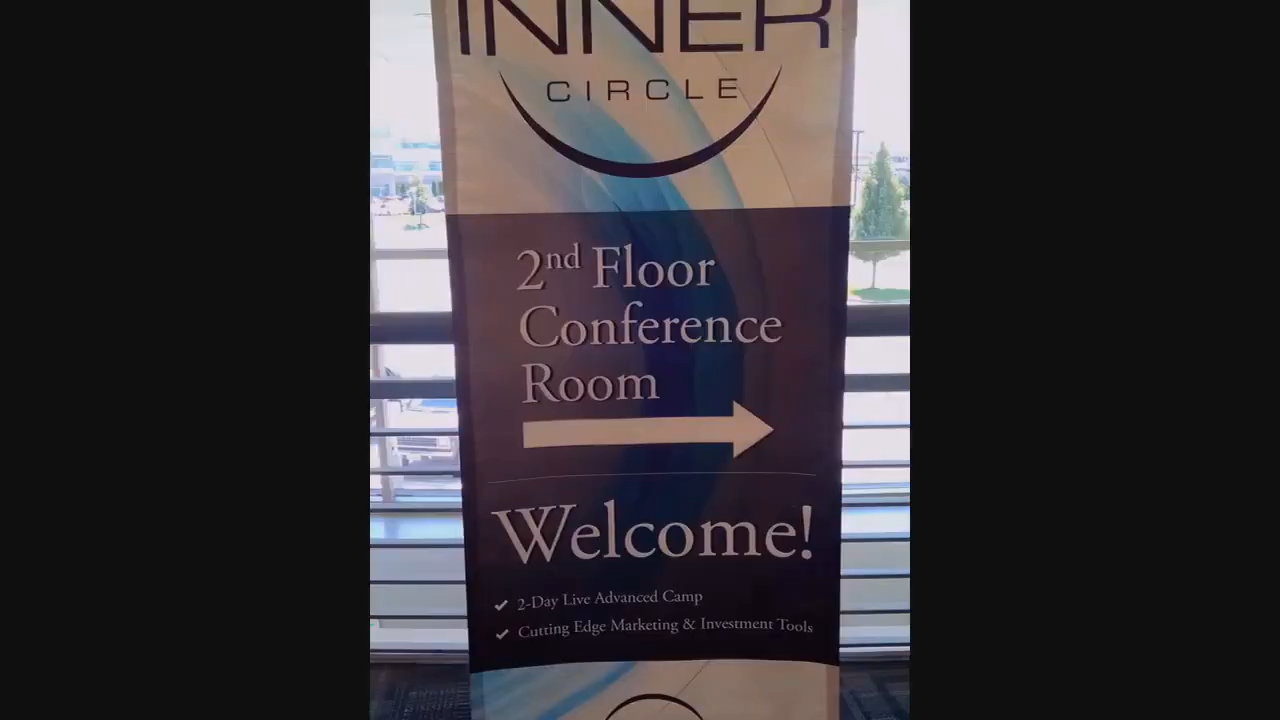 INNER
CIRCLE
2nd Floor
Conference
Room
Welcome!
2-Day Live Advanced Camp
Cutting Edge Marketing & Investment Tools